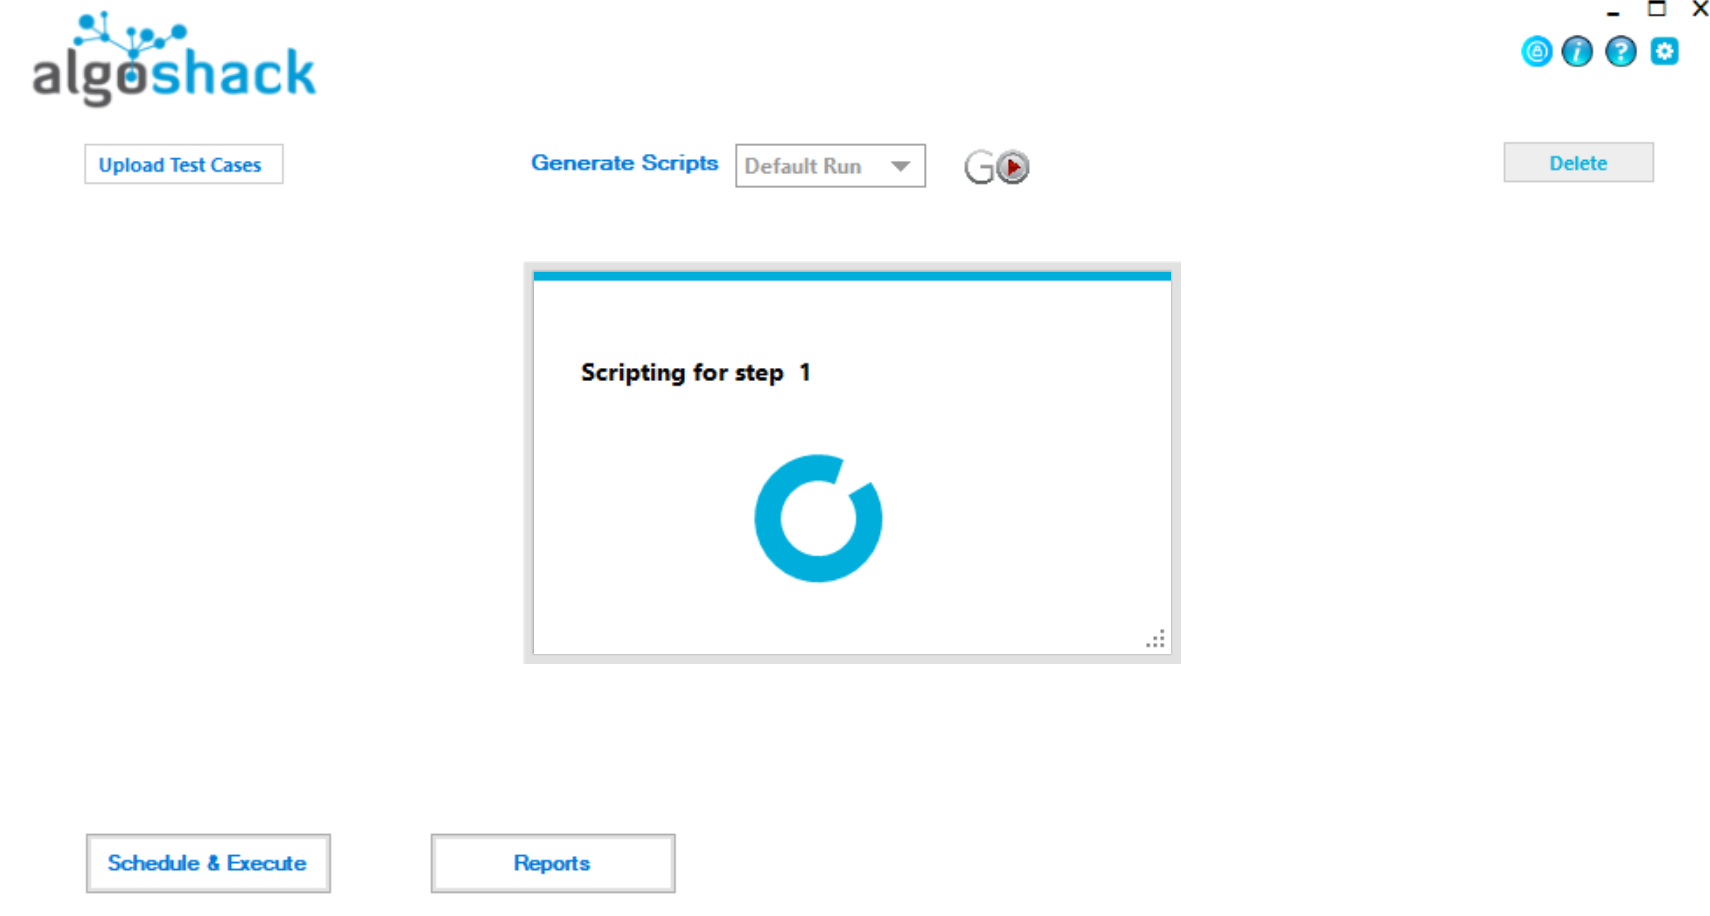 algoshack
Upload Test Cases
Generate Scripts
Default Run
GO
Delete
Scripting for step 1
Schedule & Execute
Reports